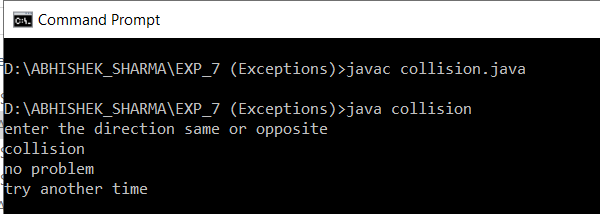 Command Prompt
D:\ABHISHEK_SHARMA\EXP_7 (Exceptions)>javac collision.java
D:\ABHISHEK_SHARMA\EXP_7 (Exceptions)>java collision
enter the direction same or opposite
collision
no problem
try another time